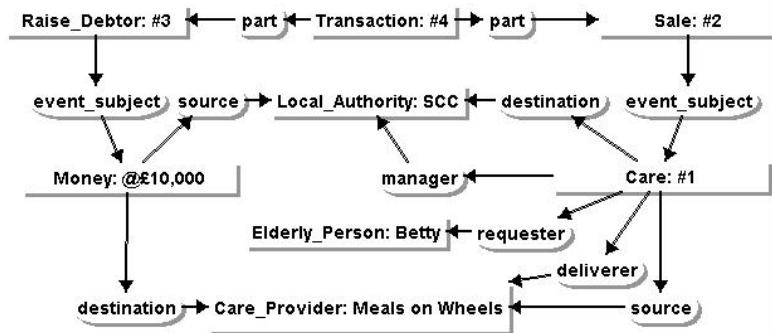 Raise_Debtor: #3 part Transaction: #4 part Sale: #2
event_subject source Local_Authority: SCC destination event_subject
Money: @£10,000 manager Care: #1
Elderly_Person: Betty requester
deliverer
destination Care_Provider: Meals on Wheels source